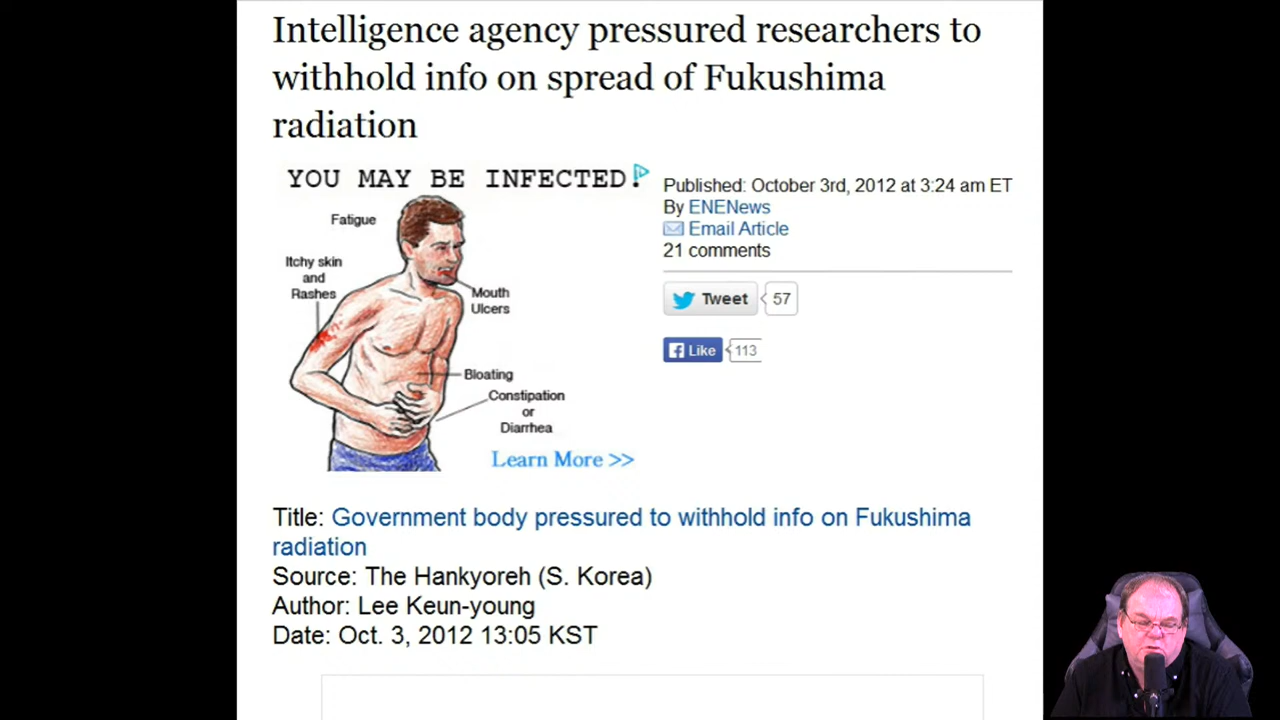 Intelligence agency pressured researchers to
withhold info on spread of Fukushima
radiation
YOU MAY BE INFECTED!
Fatigue
Itchy skin
and
Rashes
Mouth
Ulcers
Bloating
Constipation
or
Diarrhea
Learn More >>
Published: October 3rd, 2012 at 3:24 am ET
By ENENews
Email Article
21 comments
Tweet 57
Like 113
Title: Government body pressured to withhold info on Fukushima
radiation
Source: The Hankyoreh (S. Korea)
Author: Lee Keun-young
Date: Oct. 3, 2012 13:05 KST